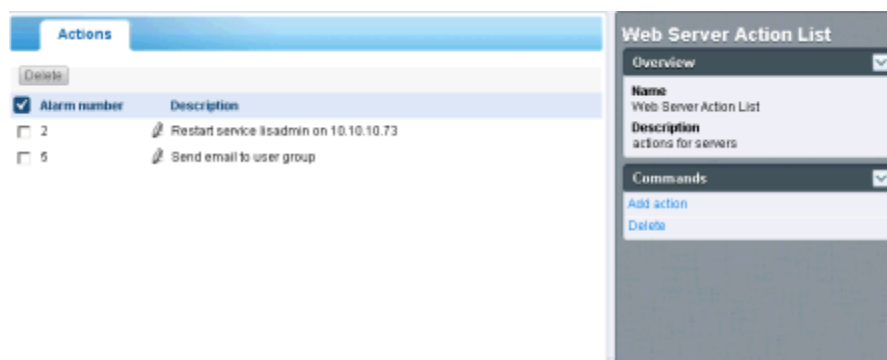 Actions
Delete
Alarm number Description
2 Restart service lisadmin on 10.10.10.73
5 Send email to user group
Web Server Action List
Overview
Name
Web Server Action List
Description
actions for servers
Commands
Add action
Delete